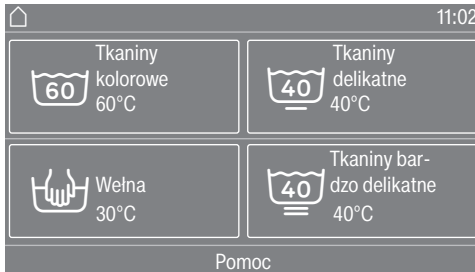 11:02
Tkaniny
kolorowe
60
60°C
Tkaniny
delikatne
40
40°C
Wełna
30°C
Tkaniny bar-
dzo delikatne
40
40°C
Pomoc